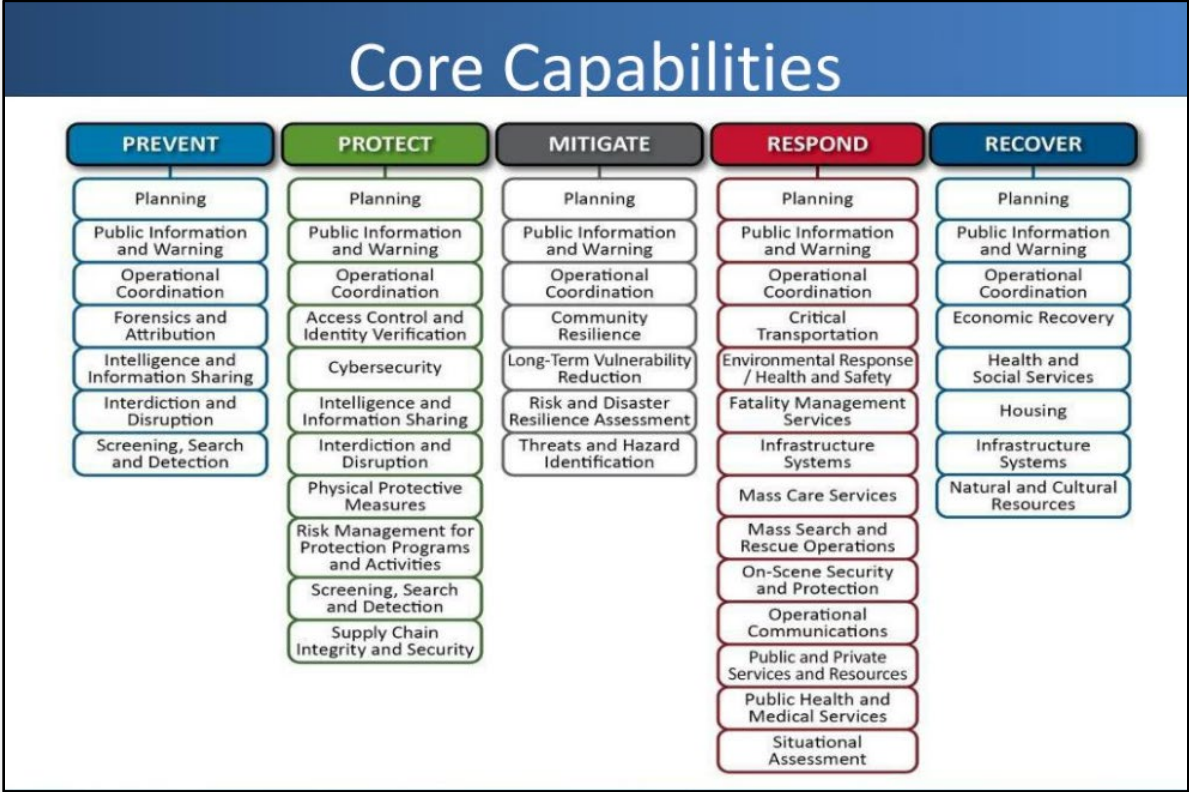 Core Capabilities
PREVENT
Planning
Public Information
and Warning
Operational
Coordination
Forensics and
Attribution
Intelligence and
Information Sharing
Interdiction and
Disruption
Screening, Search
and Detection
PROTECT
Planning
Public Information
and Warning
Operational
Coordination
Access Control and
Identity Verification
Cybersecurity
Intelligence and
Information Sharing
Interdiction and
Disruption
Physical Protective
Measures
Risk Management for
Protection Programs
and Activities
Screening, Search
and Detection
Supply Chain
Integrity and Security
MITIGATE
Planning
Public Information
and Warning
Operational
Coordination
Community
Resilience
Long-Term Vulnerability
Reduction
Risk and Disaster
Resilience Assessment
Threats and Hazard
Identification
RESPOND
Planning
Public Information
and Warning
Operational
Coordination
Critical
Transportation
Environmental Response
/ Health and Safety
Fatality Management
Services
Infrastructure
Systems
Mass Care Services
Mass Search and
Rescue Operations
On-Scene Security
and Protection
Operational
Communications
Public and Private
Services and Resources
Public Health and
Medical Services
Situational
Assessment
RECOVER
Planning
Public Information
and Warning
Operational
Coordination
Economic Recovery
Health and
Social Services
Housing
Infrastructure
Systems
Natural and Cultural
Resources